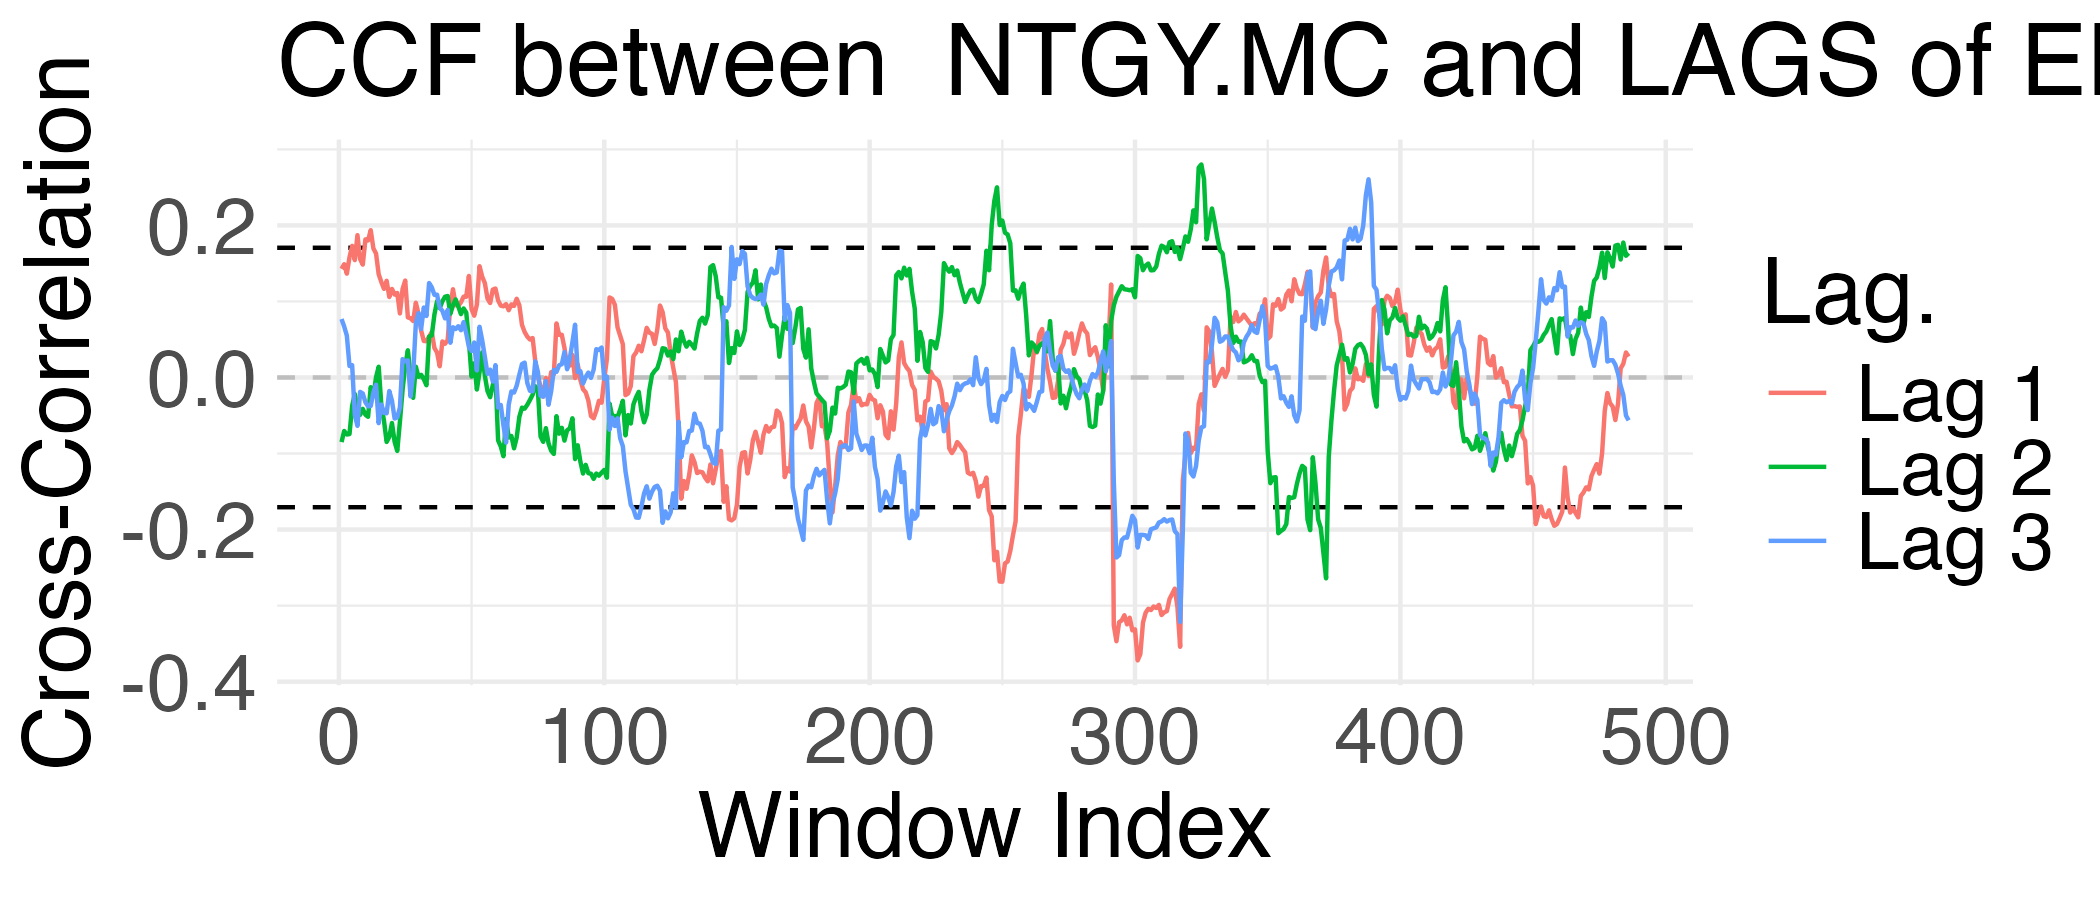 CCF between NTGY.MC and LAGS of
Cross-Correlation
0.2
0.0
-0.2
-0.4
0
100
200
300
400
500
Window Index
Lag.
Lag 1
Lag 2
Lag 3